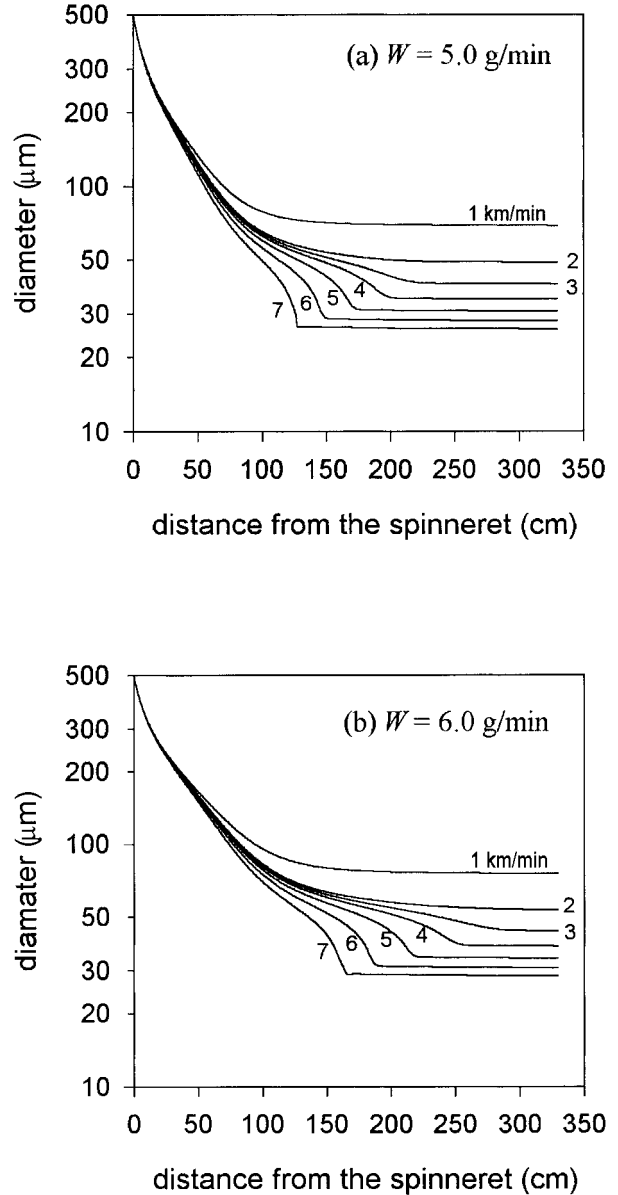 500
(a) W = 5.0 g/min
300
200
diameter (μm)
100
1 km/min
50
2
3
4
5
6
7
30
20
10
0 50 100 150 200 250 300 350
distance from the spinneret (cm)
500
(b) W = 6.0 g/min
300
200
diamater (μm)
100
1 km/min
50
2
3
4
5
6
7
30
20
10
0 50 100 150 200 250 300 350
distance from the spinneret (cm)